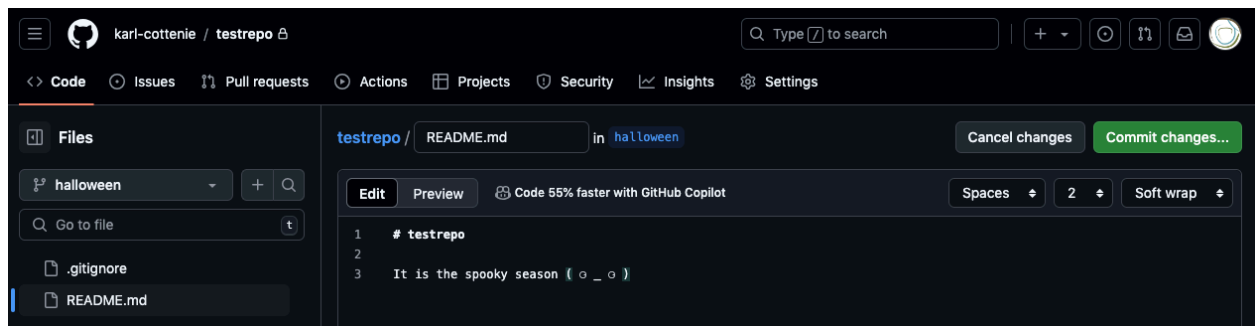 karl-cottenie / testrepo
Type / to search
Code Issues Pull requests Actions Projects Security Insights Settings
Files
testrepo / README.md in halloween
Cancel changes Commit changes...
halloween
Edit Preview Code 55% faster with GitHub Copilot
Spaces 2 Soft wrap
Go to file t
1 # testrepo
2
3 It is the spooky season ( ⚆ _ ⚆ )
.gitignore
README.md